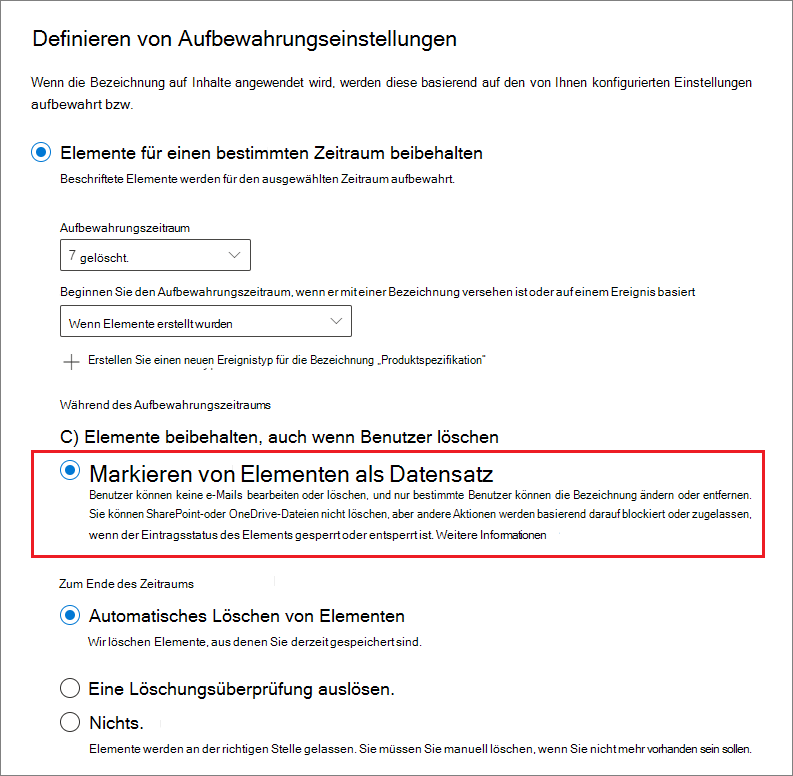 Definieren von Aufbewahrungseinstellungen
Wenn die Bezeichnung auf Inhalte angewendet wird, werden diese basierend auf den von Ihnen konfigurierten Einstellungen
aufbewahrt bzw.
Elemente für einen bestimmten Zeitraum beibehalten
Beschriftete Elemente werden für den ausgewählten Zeitraum aufbewahrt.
Aufbewahrungszeitraum
7 gelöscht.
Beginnen Sie den Aufbewahrungszeitraum, wenn er mit einer Bezeichnung versehen ist oder auf einem Ereignis basiert
Wenn Elemente erstellt wurden
Erstellen Sie einen neuen Ereignistyp für die Bezeichnung „Produktspezifikation"
Während des Aufbewahrungszeitraums
C) Elemente beibehalten, auch wenn Benutzer löschen
Markieren von Elementen als Datensatz
Benutzer können keine e-Mails bearbeiten oder löschen, und nur bestimmte Benutzer können die Bezeichnung ändern oder entfernen.
Sie können SharePoint-oder OneDrive-Dateien nicht löschen, aber andere Aktionen werden basierend darauf blockiert oder zugelassen,
wenn der Eintragsstatus des Elements gesperrt oder entsperrt ist. Weitere Informationen
Zum Ende des Zeitraums
Automatisches Löschen von Elementen
Wir löschen Elemente, aus denen Sie derzeit gespeichert sind.
Eine Löschungsüberprüfung auslösen.
Nichts.
Elemente werden an der richtigen Stelle gelassen. Sie müssen Sie manuell löschen, wenn Sie nicht mehr vorhanden sein sollen.